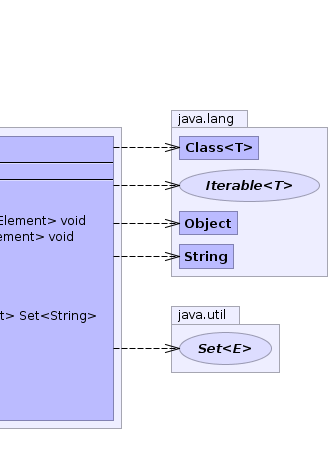 java.lang
Class<T>
Iterable<T>
Element> void
ement> void
Object
String
t> Set<String>
java.util
Set<E>